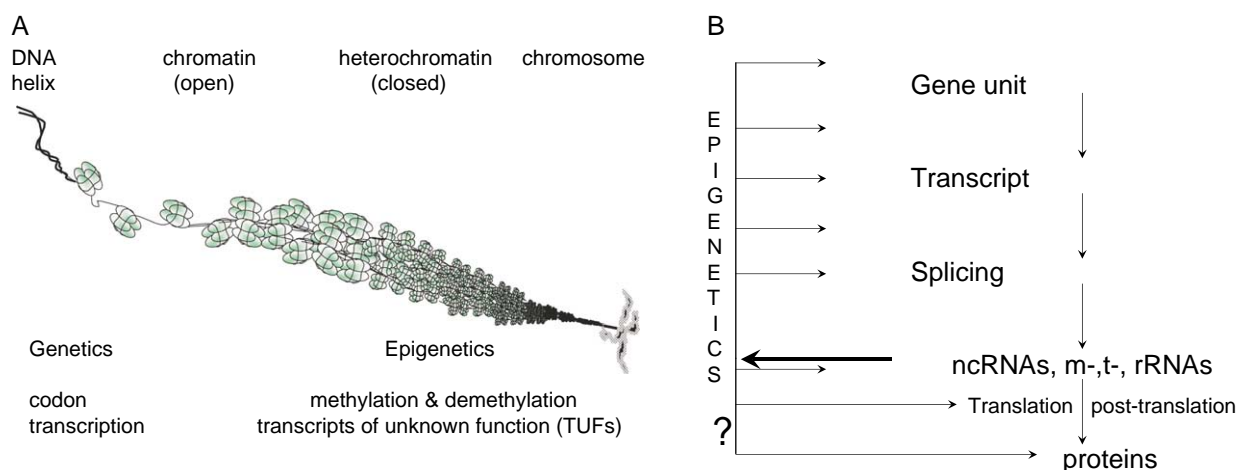 A
DNA helix
chromatin (open)
heterochromatin (closed)
chromosome
Genetics
Epigenetics
codon
transcription
methylation & demethylation
transcripts of unknown function (TUFs)
B
EPIGENETICS
?
Gene unit
Transcript
Splicing
ncRNAs, m-,t-, rRNAs
Translation
post-translation
proteins